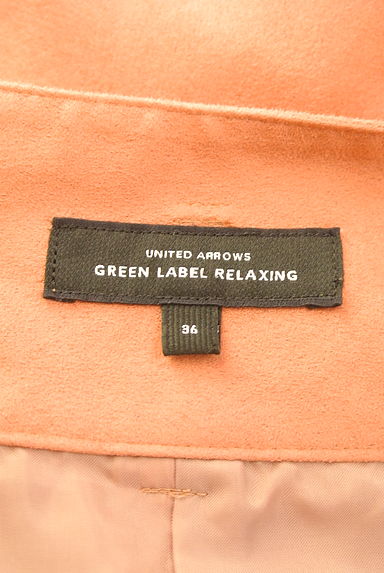 UNITED ARROWS
GREEN LABEL RELAXING
36